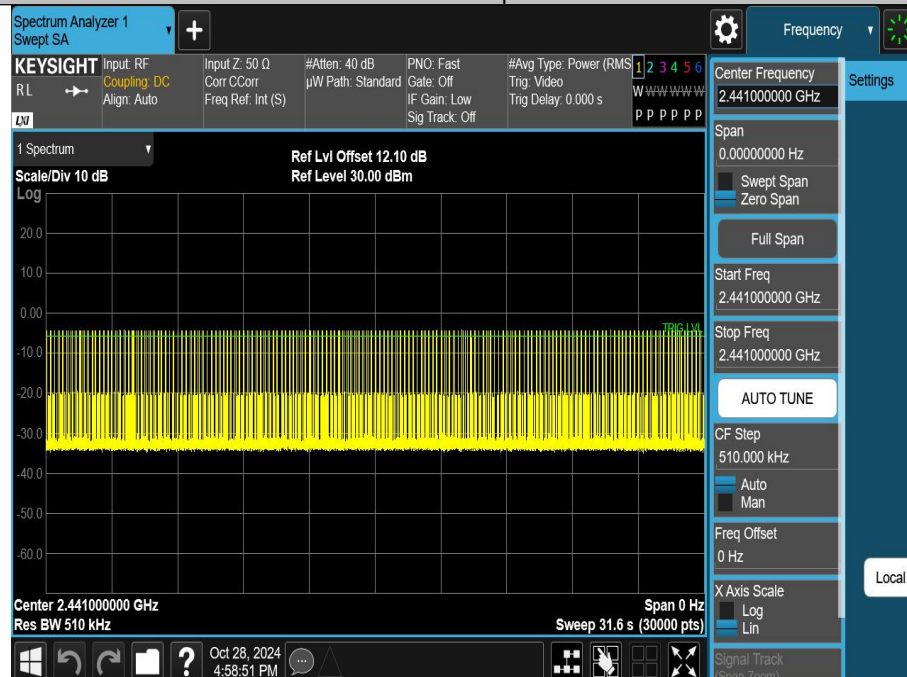 Spectrum Analyzer 1
Swept SA
+
Frequency
KEYSIGHT
RL
LXI
Input: RF
Coupling: DC
Align: Auto
Input Z: 50 Ω
Corr CCorr
Freq Ref: Int (S)
#Atten: 40 dB
µW Path: Standard
PNO: Fast
Gate: Off
IF Gain: Low
Sig Track: Off
#Avg Type: Power (RMS
Trig: Video
Trig Delay: 0.000 s
1 2 3 4 5 6
W W W W W W
P P P P P P
1 Spectrum
Scale/Div 10 dB
Log
Ref Lvl Offset 12.10 dB
Ref Level 30.00 dBm
20.0
10.0
0.00
-10.0
-20.0
-30.0
-40.0
-50.0
-60.0
TRIG LVL
Center 2.441000000 GHz
Res BW 510 kHz
Span 0 Hz
Sweep 31.6 s (30000 pts)
?
Oct 28, 2024
4:58:51 PM
Center Frequency
2.441000000 GHz
Settings
Span
0.00000000 Hz
Swept Span
Zero Span
Full Span
Start Freq
2.441000000 GHz
Stop Freq
2.441000000 GHz
AUTO TUNE
CF Step
510.000 kHz
Auto
Man
Freq Offset
0 Hz
X Axis Scale
Log
Lin
Local
Signal Track
(Span Zoom)